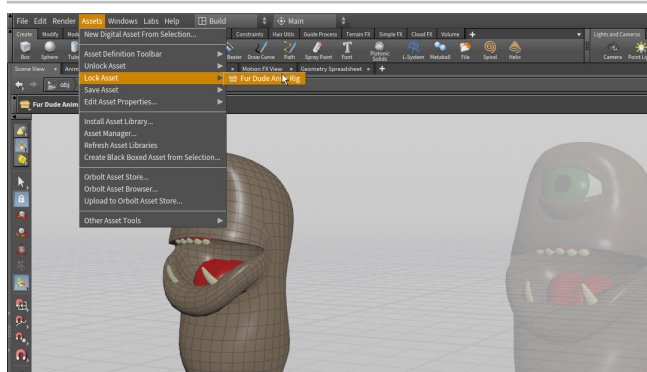 File Edit Render Assets Windows Labs Help Build Main
Create Modify Constraints Hair Utils Guide Process Terrain FX Simple FX Cloud FX Volume + Lights and Cameras
New Digital Asset From Selection...
Box Sphere Tube Bezier Draw Curve Path Spray Paint Font Platonic Solids L-System Metaball File Spiral Helix Camera
Asset Definition Toolbar
Unlock Asset
Scene View × Motion FX View × Geometry Spreadsheet × +
Lock Asset
Fur Dude Anim Rig
obj
Save Asset
Edit Asset Properties...
Fur Dude Anim
Install Asset Library...
Asset Manager...
Refresh Asset Libraries
Create Black Boxed Asset from Selection...
Orbolt Asset Store...
Orbolt Asset Browser...
Upload to Orbolt Asset Store...
Other Asset Tools